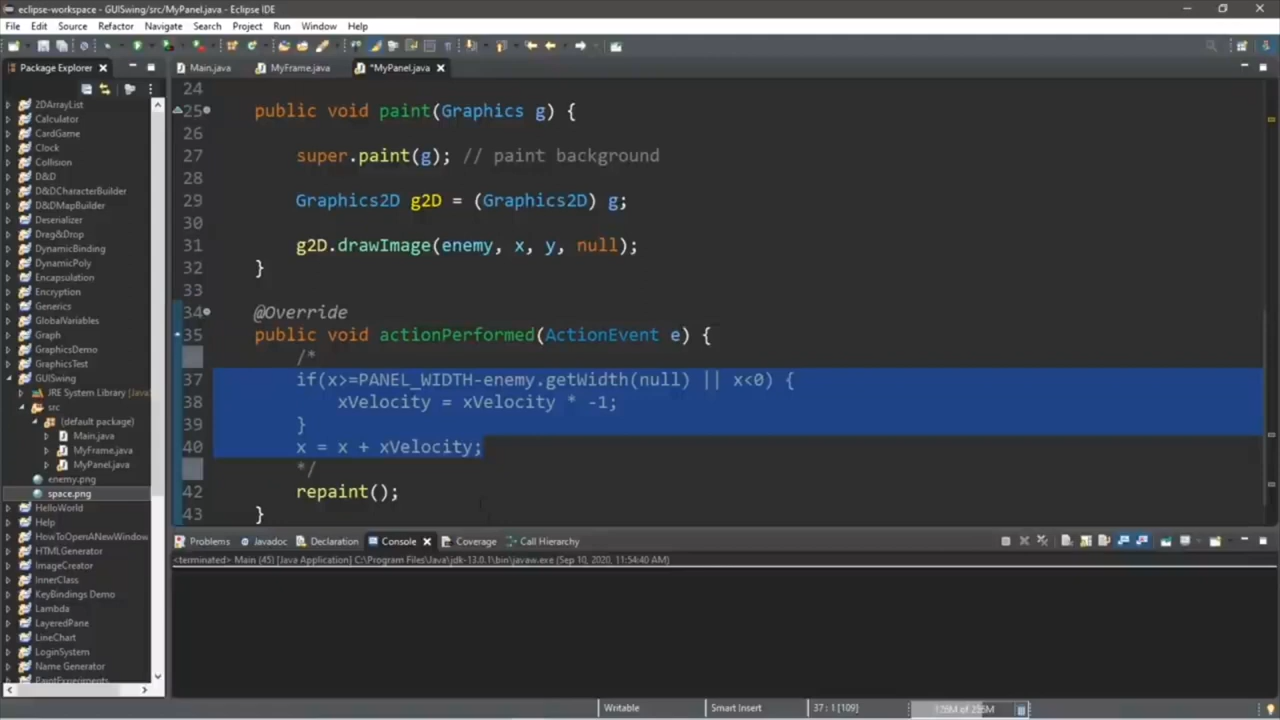 eclipse-workspace - GUISwing/src/MyPanel.java - Eclipse IDE
File Edit Source Refactor Navigate Search Project Run Window Help
Package Explorer
Main.java MyFrame.java *MyPanel.java
2DArrayList
Calculator
CardGame
Clock
Collision
D&D
D&DCharacterBuilder
D&DMapBuilder
Deserializer
Drag&Drop
DynamicBinding
DynamicPoly
Encapsulation
Encryption
Generics
GlobalVariables
Graph
GraphicsDemo
GraphicsTest
GUISwing
JRE System Library [Java
src
(default package)
Main.java
MyFrame.java
MyPanel.java
enemy.png
space.png
HelloWorld
Help
HowToOpenANewWindow
HTMLGenerator
ImageCreator
InnerClass
KeyBindings Demo
Lambda
LayeredPane
LineChart
LoginSystem
Name Generator
PaintExperiments
24
25 public void paint(Graphics g) {
26
27 super.paint(g); // paint background
28
29 Graphics2D g2D = (Graphics2D) g;
30
31 g2D.drawImage(enemy, x, y, null);
32 }
33
34 @Override
35 public void actionPerformed(ActionEvent e) {
/*
37 if(x>=PANEL_WIDTH-enemy.getWidth(null) || x<0) {
38 xVelocity = xVelocity * -1;
39 }
40 x = x + xVelocity;
*/
42 repaint();
43 }
Problems Javadoc Declaration Console Coverage Call Hierarchy
<terminated> Main (45) [Java Application] C:\Program Files\Java\jdk-13.0.1\bin\javaw.exe (Sep 10, 2020, 11:54:40 AM)
Writable Smart Insert 37 : 1 [109]